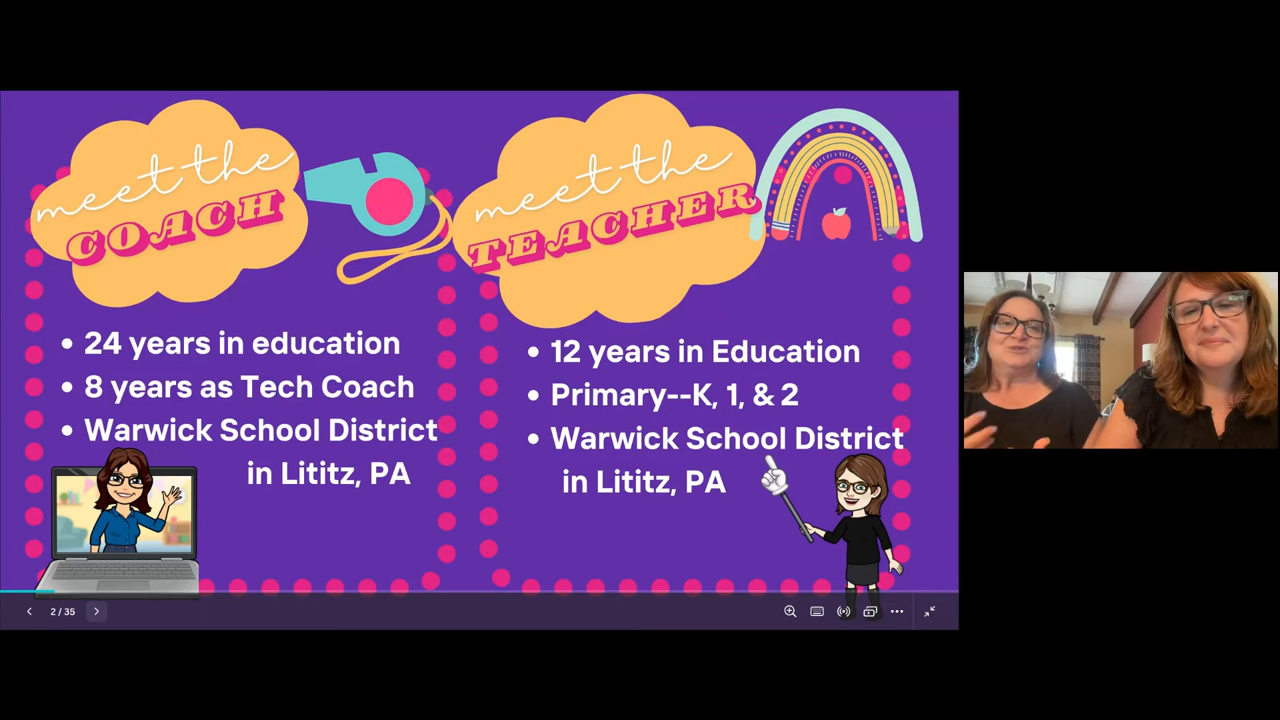 meet the
COACH
24 years in education
8 years as Tech Coach
Warwick School District
in Lititz, PA
meet the
TEACHER
12 years in Education
Primary--K, 1, & 2
Warwick School District
in Lititz, PA
2 / 35